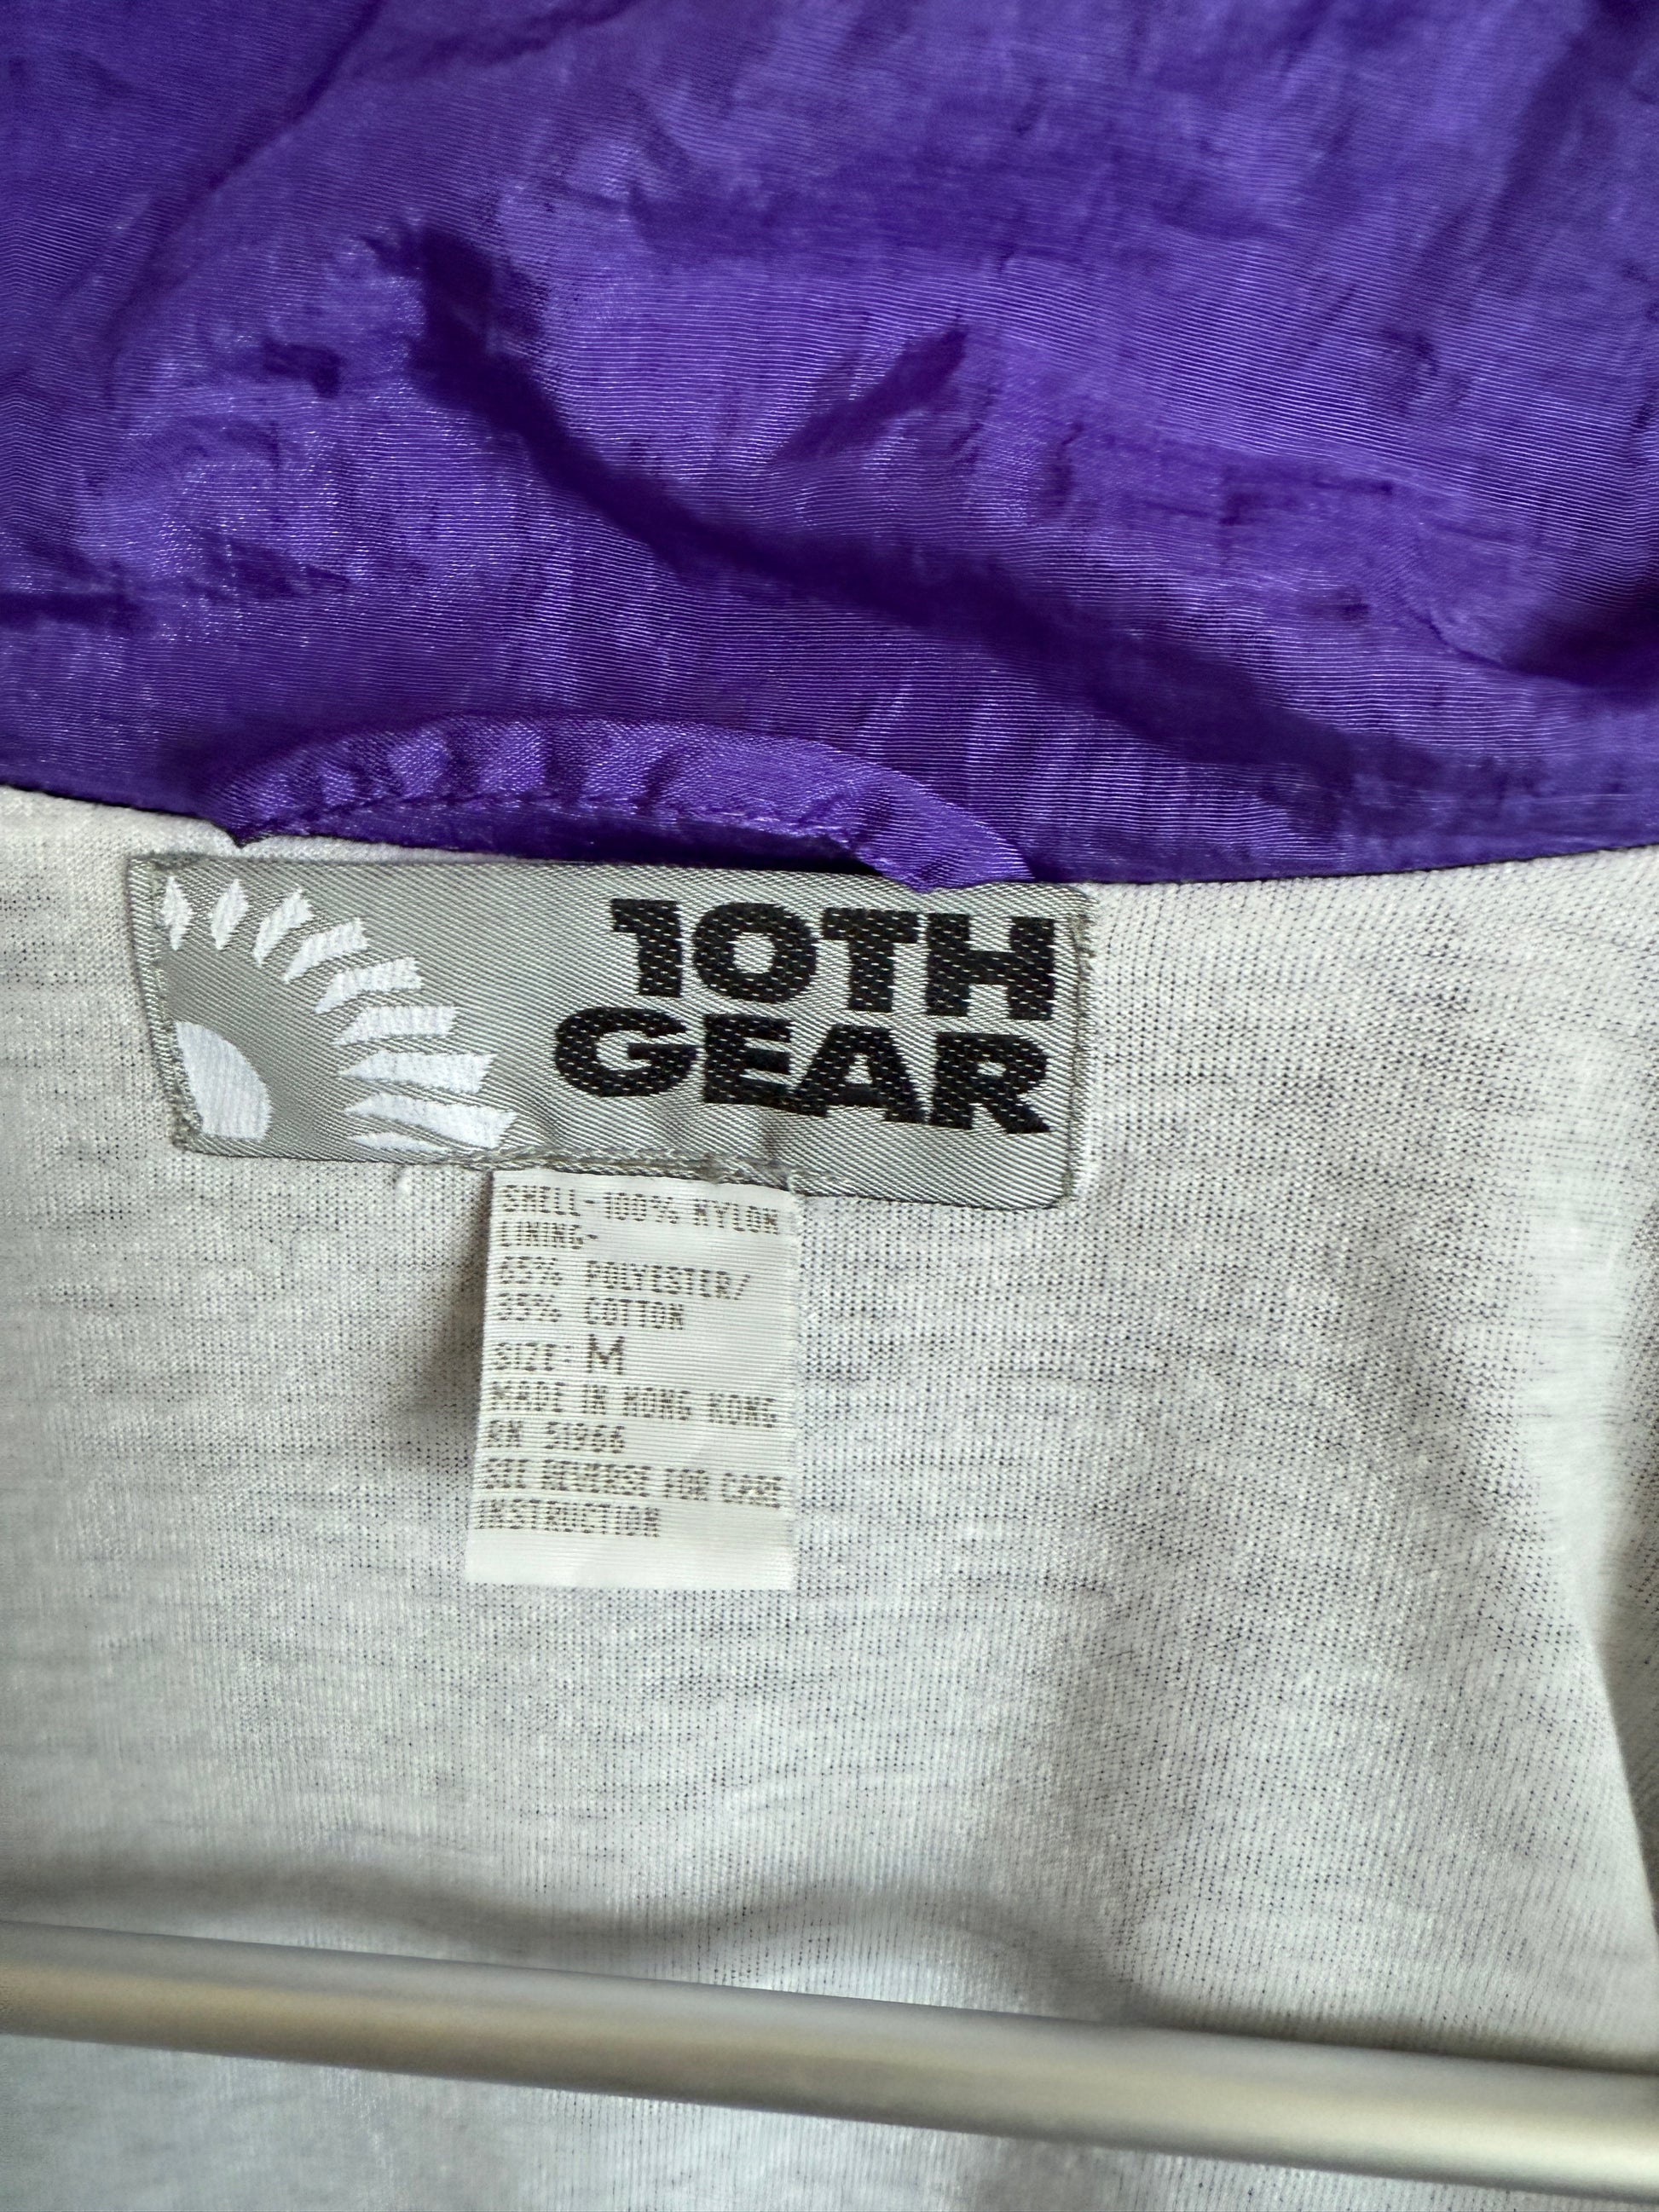 10TH
GEAR
SHELL-100% NYLON
LINING-
65% POLYESTER/
35% COTTON
SIZE- M
MADE IN HONG KONG
RN 51966
SEE REVERSE FOR CARE
INSTRUCTION